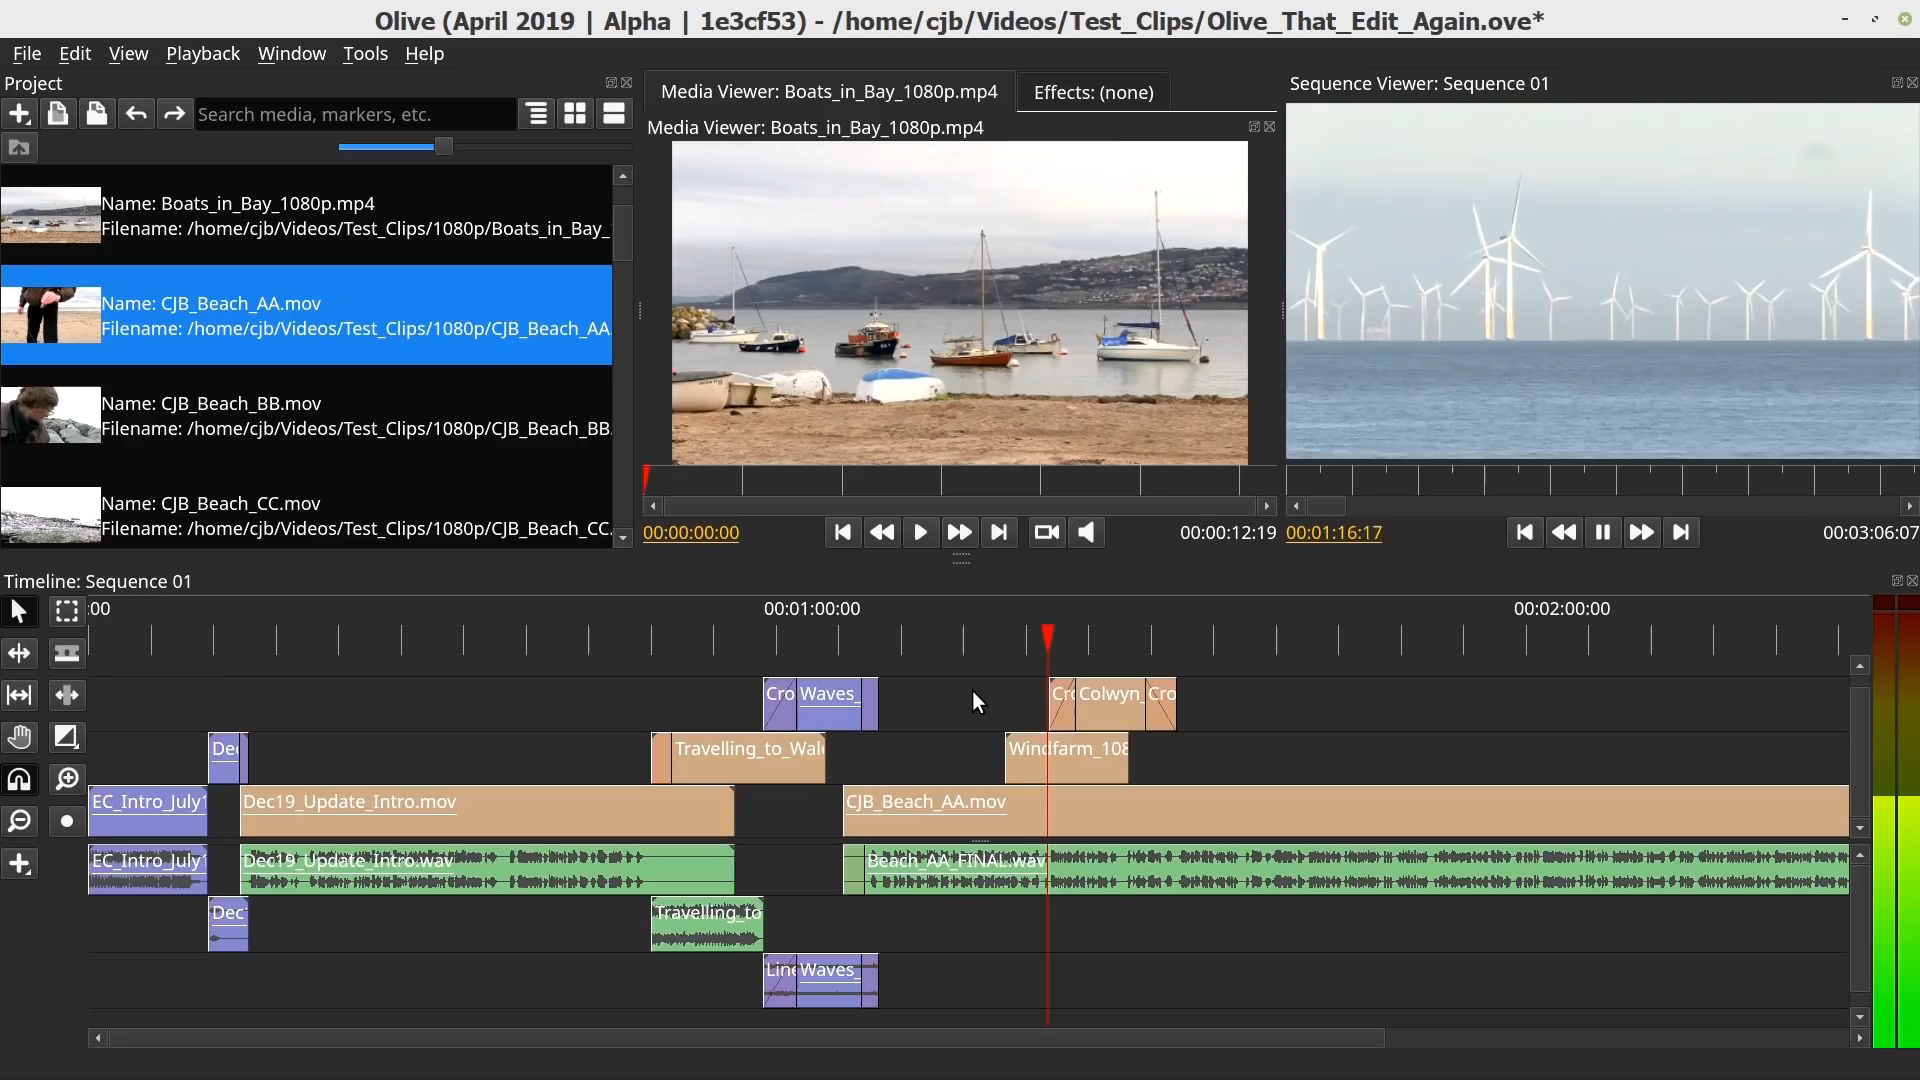 Olive (April 2019 | Alpha | 1e3cf53) - /home/cjb/Videos/Test_Clips/Olive_That_Edit_Again.ove*
File Edit View Playback Window Tools Help
Project
Search media, markers, etc.
Name: Boats_in_Bay_1080p.mp4
Filename: /home/cjb/Videos/Test_Clips/1080p/Boats_in_Bay_
Name: CJB_Beach_AA.mov
Filename: /home/cjb/Videos/Test_Clips/1080p/CJB_Beach_AA.
Name: CJB_Beach_BB.mov
Filename: /home/cjb/Videos/Test_Clips/1080p/CJB_Beach_BB.
Name: CJB_Beach_CC.mov
Filename: /home/cjb/Videos/Test_Clips/1080p/CJB_Beach_CC.
Media Viewer: Boats_in_Bay_1080p.mp4 Effects: (none)
Media Viewer: Boats_in_Bay_1080p.mp4
00:00:00:00 00:00:12:19
Sequence Viewer: Sequence 01
00:01:16:17 00:03:06:07
Timeline: Sequence 01
:00 00:01:00:00 00:02:00:00
Cro Waves_ Cro Colwyn_ Cro
Dec Travelling_to_Wale Windfarm_108
EC_Intro_July1 Dec19_Update_Intro.mov CJB_Beach_AA.mov
EC_Intro_July1 Dec19_Update_Intro.wav Beach_AA_FINAL.wav
Dec1 Travelling_to
Line Waves_